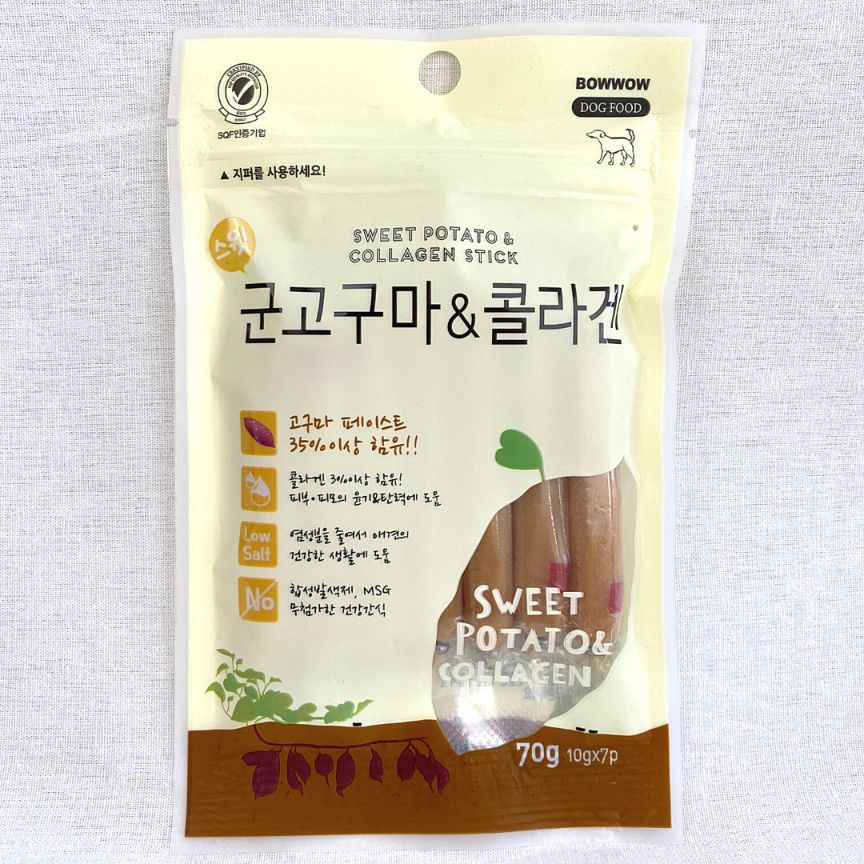 CERTIFIED BY
SQF인증기업
BOWWOW
DOG FOOD
▲ 지퍼를 사용하세요!
스윗
SWEET POTATO &
COLLAGEN STICK
군고구마&콜라겐
고구마 페이스트
35%이상 함유!!
콜라겐 3%이상 함유!
피부·피모의 윤기&탄력에 도움
Low
Salt
염성분을 줄여서 애견의
건강한 생활에 도움
No
합성발색제, MSG
무첨가한 건강간식
SWEET
POTATO&
COLLAGEN
70g 10gx7p